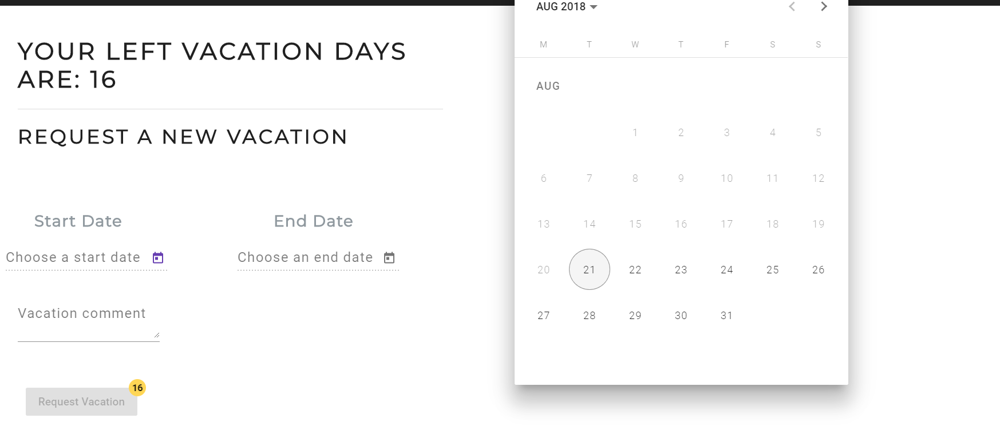 YOUR LEFT VACATION DAYS
ARE: 16
REQUEST A NEW VACATION
Start Date
End Date
Choose a start date
Choose an end date
Vacation comment
16
Request Vacation
AUG 2018
M T W T F S S
AUG
1 2 3 4 5
6 7 8 9 10 11 12
13 14 15 16 17 18 19
20 21 22 23 24 25 26
27 28 29 30 31